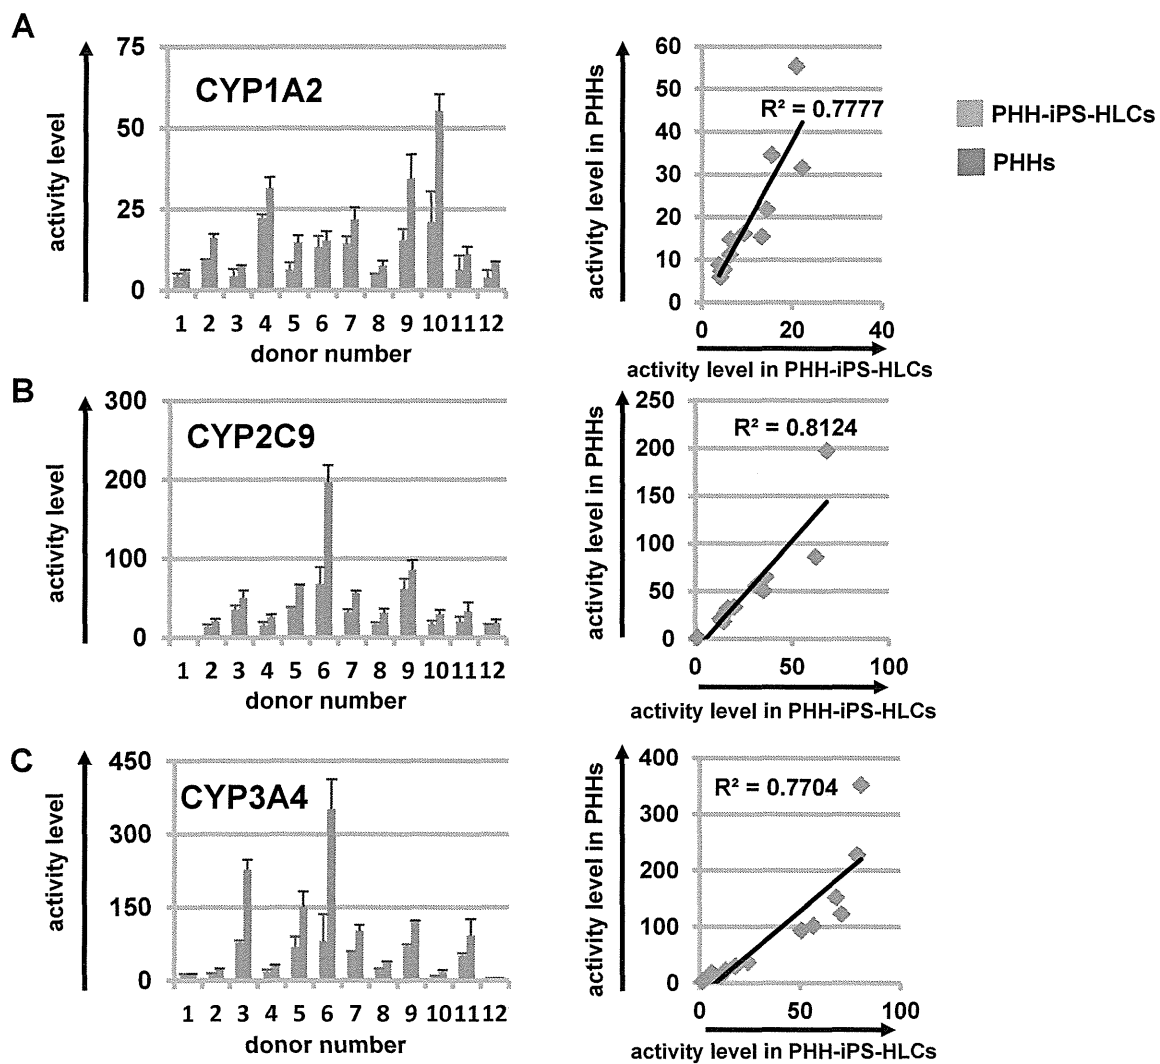 A
activity level
75
50
25
0
CYP1A2
1 2 3 4 5 6 7 8 9 10 11 12
donor number
activity level in PHHs
60
50
40
30
20
10
0
R² = 0.7777
0 20 40
activity level in PHH-iPS-HLCs
PHH-iPS-HLCs
PHHs
B
activity level
300
200
100
0
CYP2C9
1 2 3 4 5 6 7 8 9 10 11 12
donor number
activity level in PHHs
250
200
150
100
50
0
R² = 0.8124
0 50 100
activity level in PHH-iPS-HLCs
C
activity level
450
300
150
0
CYP3A4
1 2 3 4 5 6 7 8 9 10 11 12
donor number
activity level in PHHs
400
300
200
100
0
R² = 0.7704
0 50 100
activity level in PHH-iPS-HLCs